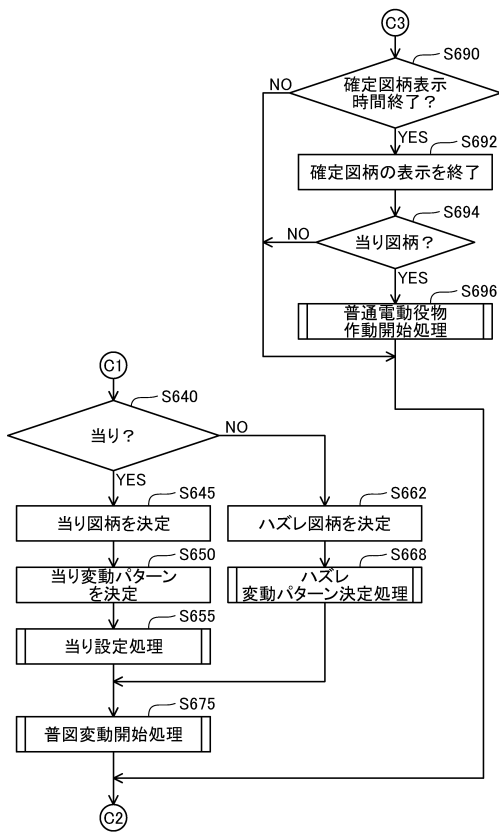 C3
S690
確定図柄表示
時間終了？
NO
YES
S692
確定図柄の表示を終了
S694
当り図柄？
NO
YES
S696
普通電動役物
作動開始処理
C1
S640
当り？
NO
YES
S645
当り図柄を決定
S662
ハズレ図柄を決定
S650
当り変動パターン
を決定
S668
ハズレ
変動パターン決定処理
S655
当り設定処理
S675
普図変動開始処理
C2